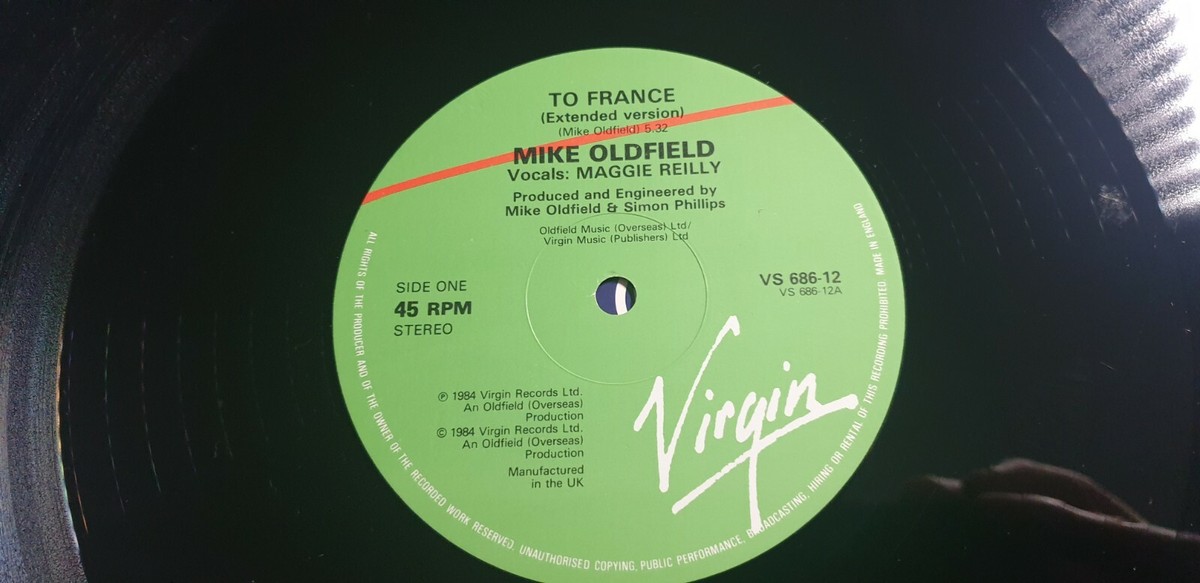 TO FRANCE
(Extended version)
(Mike Oldfield) 5.32
MIKE OLDFIELD
Vocals: MAGGIE REILLY
Produced and Engineered by
Mike Oldfield & Simon Phillips
Oldfield Music (Overseas) Ltd/
Virgin Music (Publishers) Ltd
SIDE ONE
45 RPM
STEREO
VS 686-12
VS 686-12A
℗ 1984 Virgin Records Ltd.
An Oldfield (Overseas)
Production
© 1984 Virgin Records Ltd.
An Oldfield (Overseas)
Production
Manufactured
in the UK
Virgin
ALL RIGHTS OF THE PRODUCER AND OF THE OWNER OF THE RECORDED WORK RESERVED. UNAUTHORISED COPYING, PUBLIC PERFORMANCE, BROADCASTING, HIRING OR RENTAL OF THIS RECORDING PROHIBITED. MADE IN ENGLAND